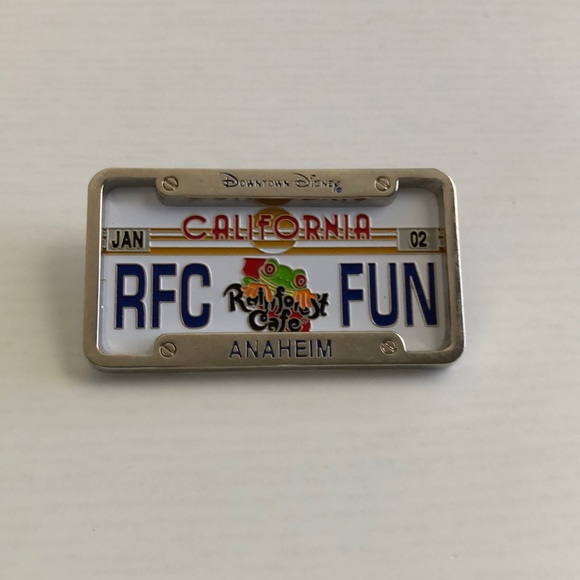 Downtown Disney®
CALIFORNIA
JAN 02
RFC Rainforest Cafe FUN
ANAHEIM